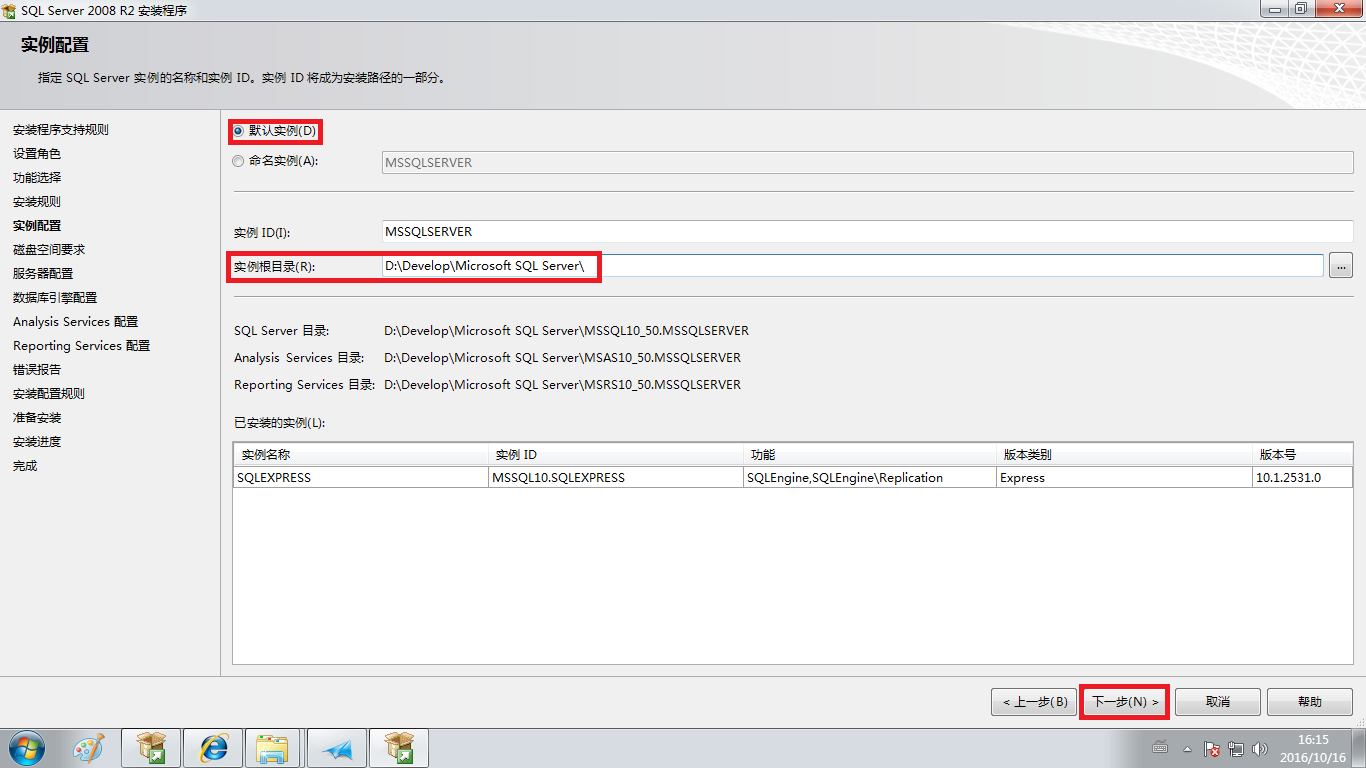 SQL Server 2008 R2 安装程序
实例配置
指定 SQL Server 实例的名称和实例 ID。实例 ID 将成为安装路径的一部分。
安装程序支持规则
设置角色
功能选择
安装规则
实例配置
磁盘空间要求
服务器配置
数据库引擎配置
Analysis Services 配置
Reporting Services 配置
错误报告
安装配置规则
准备安装
安装进度
完成
默认实例(D)
命名实例(A): MSSQLSERVER
实例 ID(I): MSSQLSERVER
实例根目录(R): D:\Develop\Microsoft SQL Server\ ...
SQL Server 目录: D:\Develop\Microsoft SQL Server\MSSQL10_50.MSSQLSERVER
Analysis Services 目录: D:\Develop\Microsoft SQL Server\MSAS10_50.MSSQLSERVER
Reporting Services 目录: D:\Develop\Microsoft SQL Server\MSRS10_50.MSSQLSERVER
已安装的实例(L):
实例名称 实例 ID 功能 版本类别 版本号
SQLEXPRESS MSSQL10.SQLEXPRESS SQLEngine,SQLEngine\Replication Express 10.1.2531.0
< 上一步(B) 下一步(N) > 取消 帮助
16:15
2016/10/16